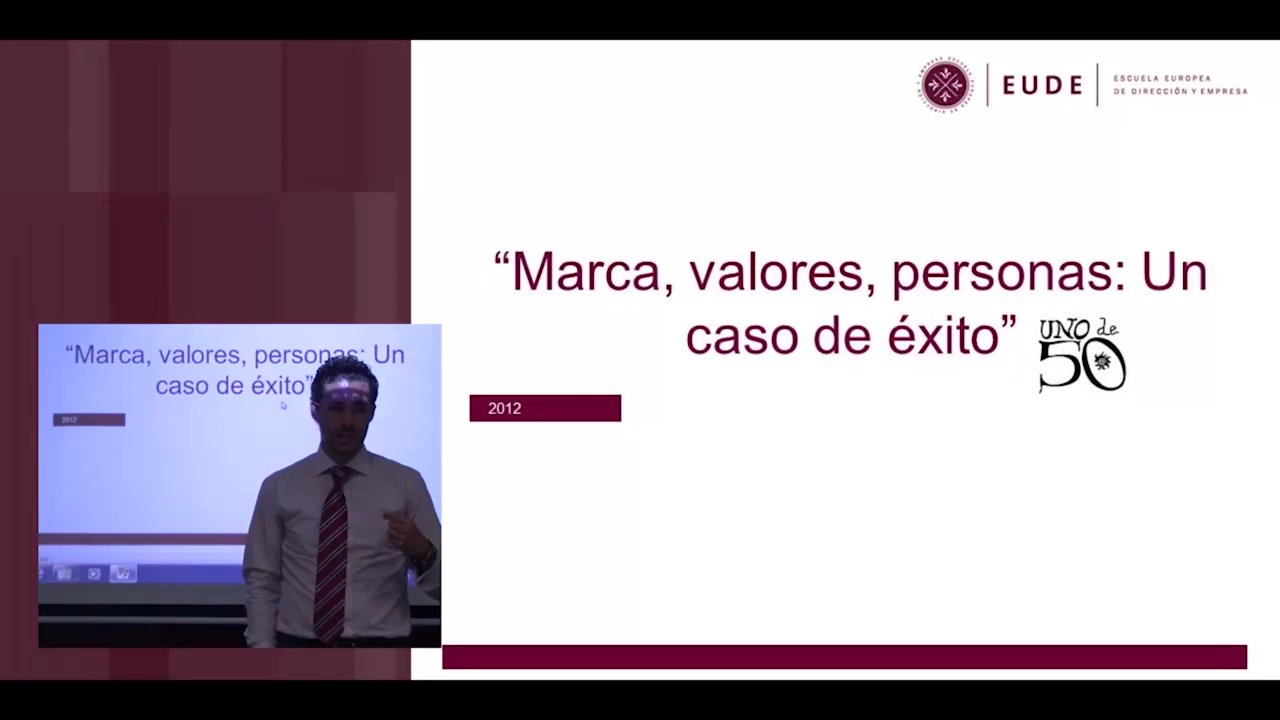 EUDE
ESCUELA EUROPEA
DE DIRECCIÓN Y EMPRESA
“Marca, valores, personas: Un
caso de éxito”
UNO de
50
2012
“Marca, valores, personas: Un
caso de éxito”
2012